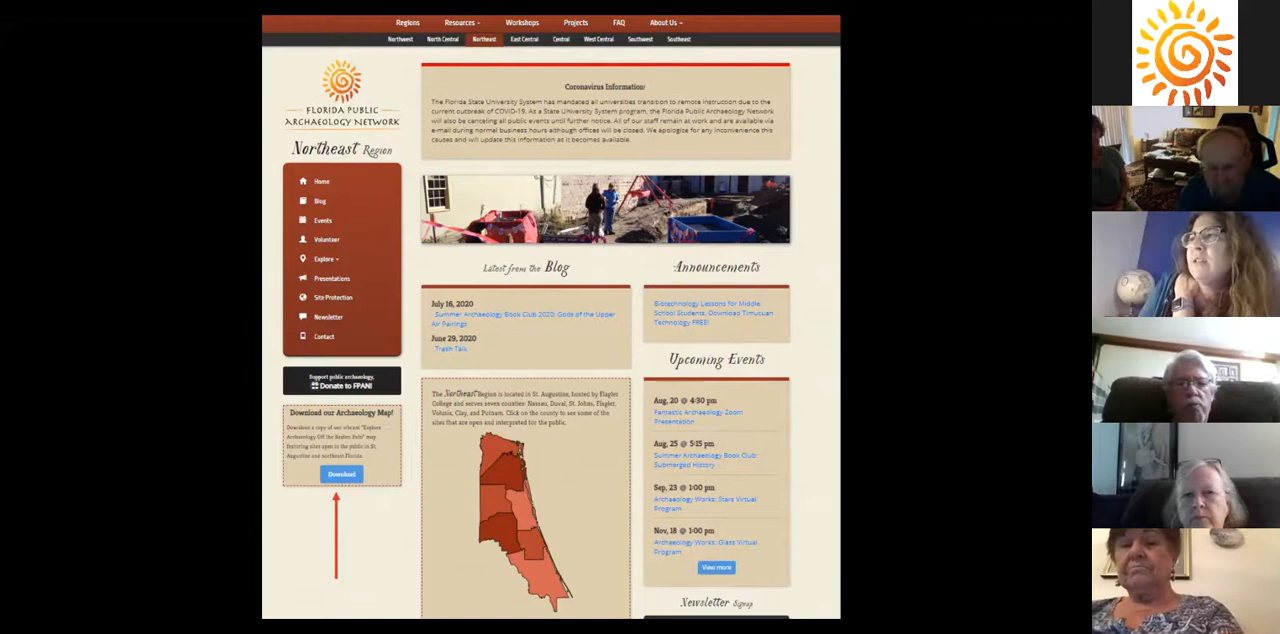 Regions Resources Workshops Projects FAQ About Us
Northwest North Central Northeast East Central Central West Central Southwest Southeast
FLORIDA PUBLIC
ARCHAEOLOGY NETWORK
Northeast Region
Home
Blog
Events
Volunteer
Explore
Presentations
Site Protection
Newsletter
Contact
Support public archaeology,
Donate to FPAN!
Download our Archaeology Map!
Download a copy of our vibrant "Explore
Archaeology Off the Beaten Path" map
featuring sites open to the public in St.
Augustine and northeast Florida.
Download
Coronavirus Information:
The Florida State University System has mandated all universities transition to remote instruction due to the
current outbreak of COVID-19. As a State University System program, the Florida Public Archaeology Network
will also be canceling all public events until further notice. All of our staff remain at work and are available via
e-mail during normal business hours although offices will be closed. We apologize for any inconvenience this
causes and will update this information as it becomes available.
Latest from the Blog
July 16, 2020
Summer Archaeology Book Club 2020: Gods of the Upper
Air Pairings
June 29, 2020
Trash Talk
The Northeast Region is located in St. Augustine, hosted by Flagler
College and serves seven counties: Nassau, Duval, St. Johns, Flagler,
Volusia, Clay, and Putnam. Click on the county to see some of the
sites that are open and interpreted for the public.
Announcements
Biotechnology Lessons for Middle
School Students, Download Timucuan
Technology FREE!
Upcoming Events
Aug, 20 @ 4:30 pm
Fantastic Archaeology Zoom
Presentation
Aug, 25 @ 5:15 pm
Summer Archaeology Book Club:
Submerged History
Sep, 23 @ 1:00 pm
Archaeology Works: Stars Virtual
Program
Nov, 18 @ 1:00 pm
Archaeology Works: Glass Virtual
Program
View more
Newsletter Signup